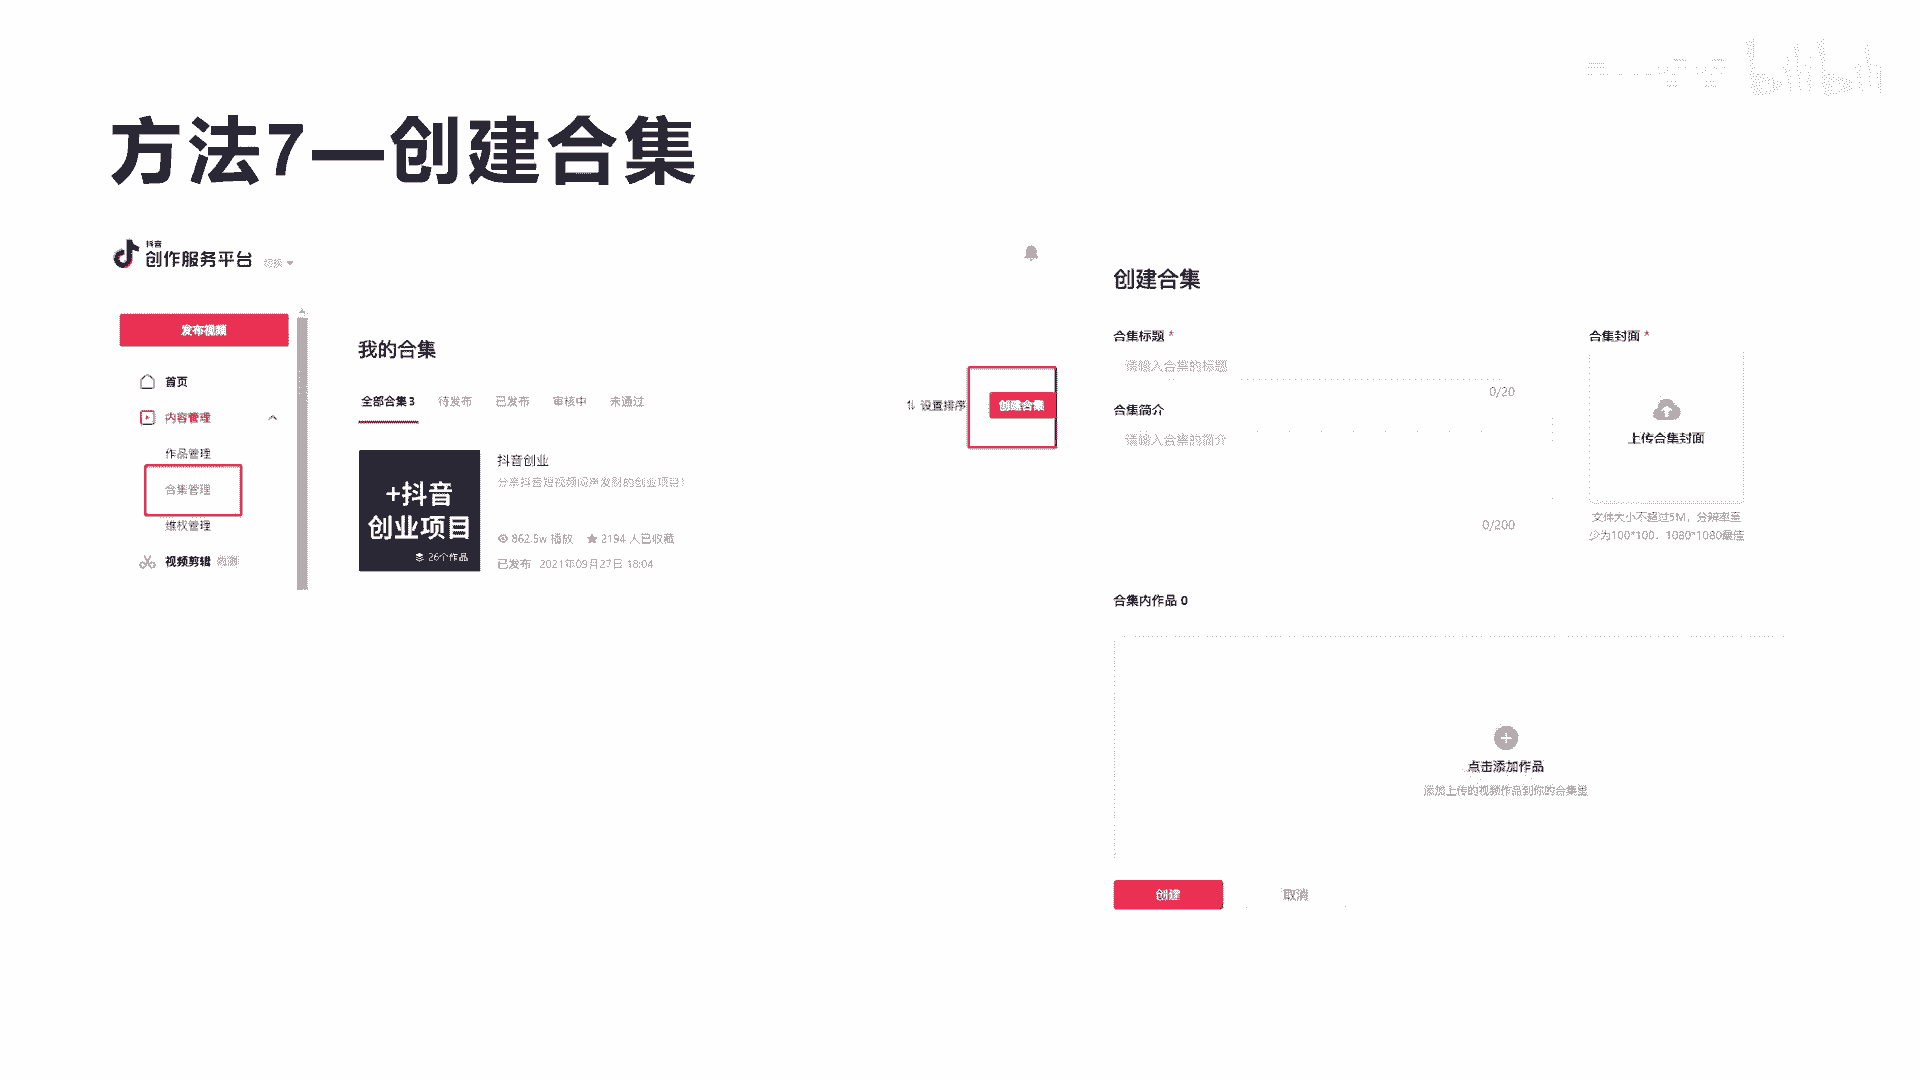 bilibili
方法7—创建合集
抖音
创作服务平台 切换
发布视频
首页
内容管理
作品管理
合集管理
维权管理
视频剪辑
我的合集
全部合集 3 待发布 已发布 审核中 未通过
设置排序 创建合集
+抖音
创业项目
26个作品
抖音创业
分享抖音短视频闷声发财的创业项目!
862.5w 播放 2194 人已收藏
已发布 2021年09月27日 18:04
创建合集
合集标题 *
请输入合集的标题
0/20
合集简介
请输入合集的简介
0/200
合集封面 *
上传合集封面
文件大小不超过5M，分辨率至
少为100*100，1080*1080最佳
合集内作品 0
点击添加作品
添加上传的视频作品到你的合集里
创建 取消